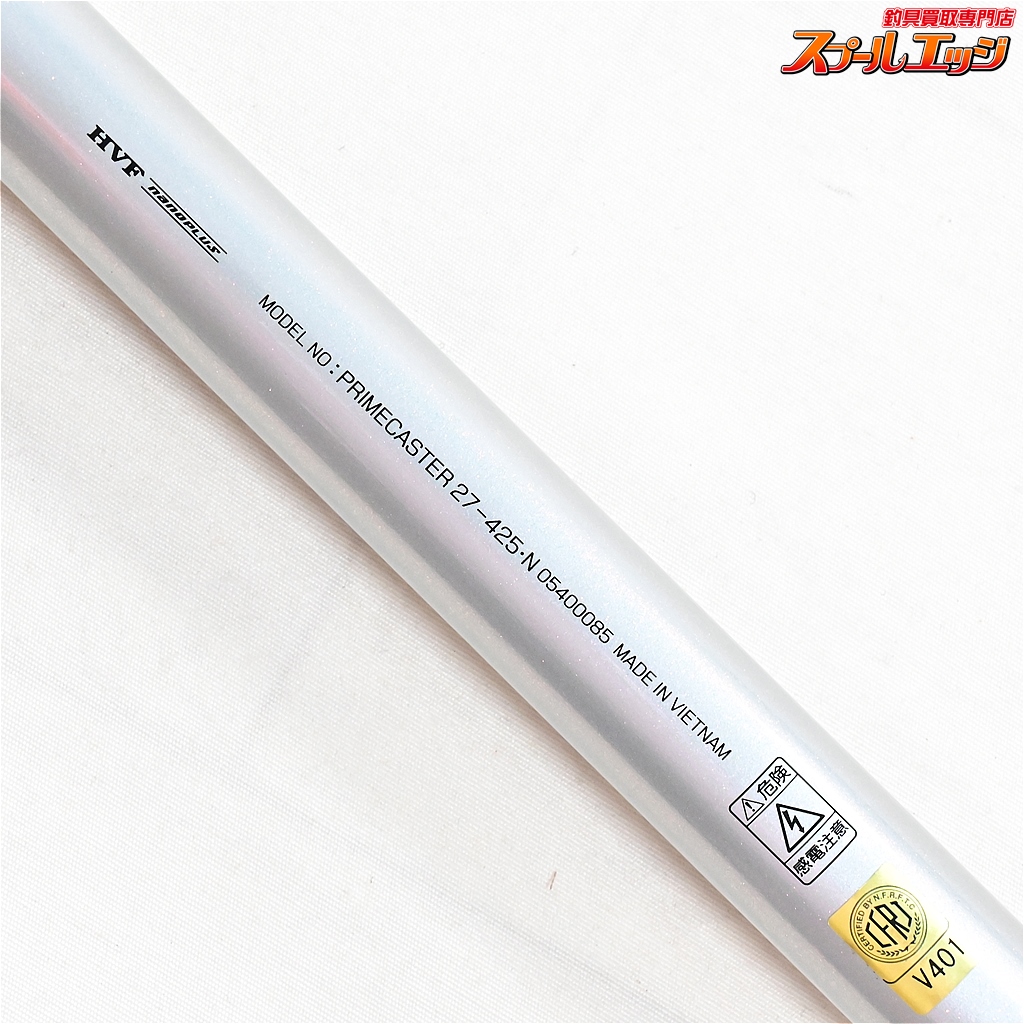 釣具買取専門店
スプールエッジ
HVF nanoPLUS
MODEL NO : PRIMECASTER 27-425·N 05400085 MADE IN VIETNAM
危険
感電注意
CERTIFIED BY N.F.R.F.T.C.
CFRJ
V401